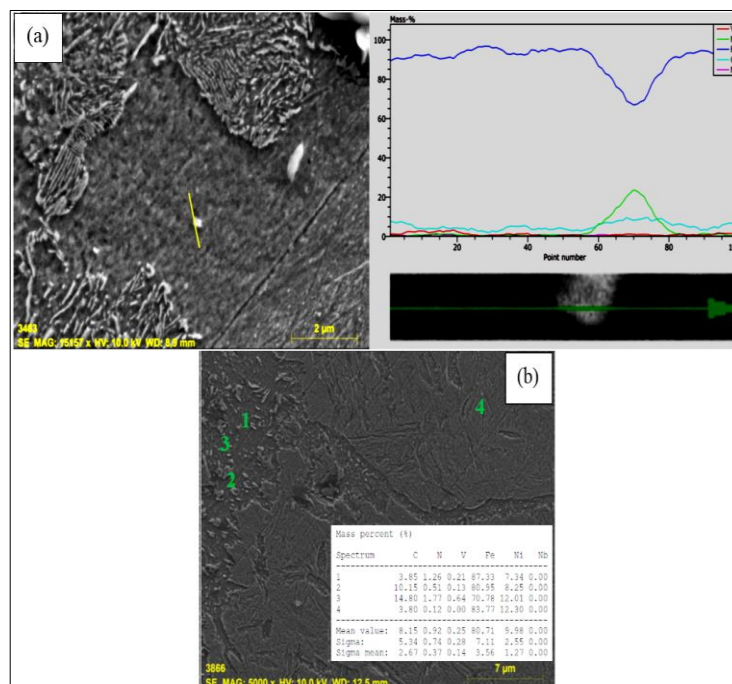 (a)
Mass-%
100
80
60
40
20
0
20 40 60 80
Point number
3463
SE MAG: 15157 x HV: 10.0 kV WD: 8.9 mm
2 µm
(b)
1
3
2
4
Mass percent (%)
Spectrum C N V Fe Ni Nb
1 3.85 1.26 0.21 87.33 7.34 0.00
2 10.15 0.51 0.13 80.95 8.25 0.00
3 14.80 1.77 0.64 70.78 12.01 0.00
4 3.80 0.12 0.00 83.77 12.30 0.00
Mean value: 8.15 0.92 0.25 80.71 9.98 0.00
Sigma: 5.34 0.74 0.28 7.11 2.55 0.00
Sigma mean: 2.67 0.37 0.14 3.56 1.27 0.00
3866
SE MAG: 5000 x HV: 10.0 kV WD: 12.5 mm
7 µm